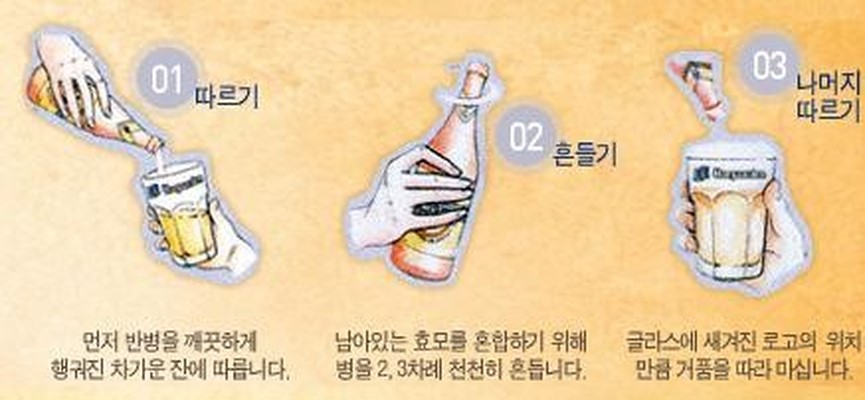 01 따르기
02 흔들기
03 나머지
따르기
Hoegaarden
Hoegaarden
먼저 반병을 깨끗하게
헹궈진 차가운 잔에 따릅니다.
남아있는 효모를 혼합하기 위해
병을 2, 3차례 천천히 흔듭니다.
글라스에 새겨진 로고의 위치
만큼 거품을 따라 마십니다.